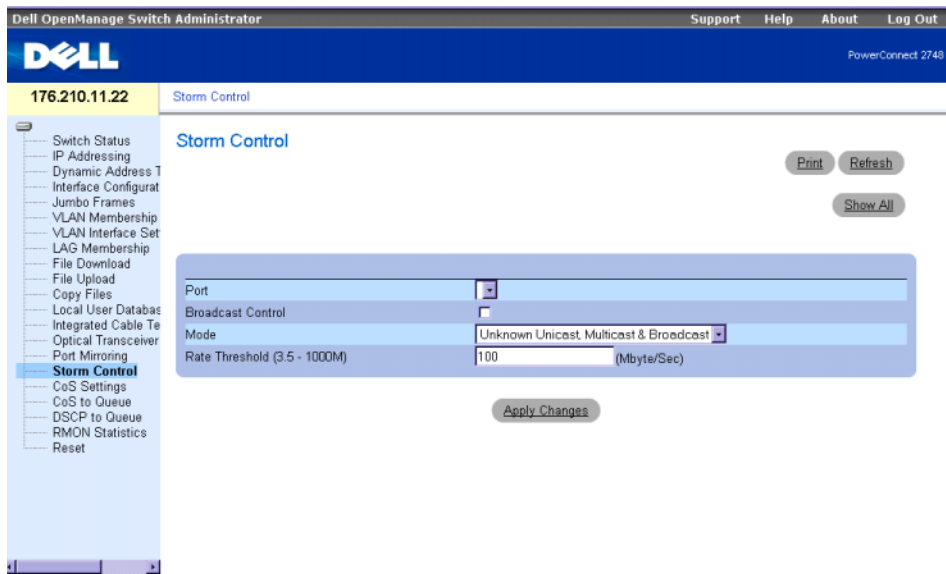 Dell OpenManage Switch Administrator
Support Help About Log Out
DELL
PowerConnect 2748
176.210.11.22
Storm Control
Switch Status
IP Addressing
Dynamic Address T
Interface Configurat
Jumbo Frames
VLAN Membership
VLAN Interface Set
LAG Membership
File Download
File Upload
Copy Files
Local User Databas
Integrated Cable Te
Optical Transceiver
Port Mirroring
Storm Control
CoS Settings
CoS to Queue
DSCP to Queue
RMON Statistics
Reset
Storm Control
Print Refresh
Show All
Port
Broadcast Control
Mode Unknown Unicast, Multicast & Broadcast
Rate Threshold (3.5 - 1000M) 100 (Mbyte/Sec)
Apply Changes